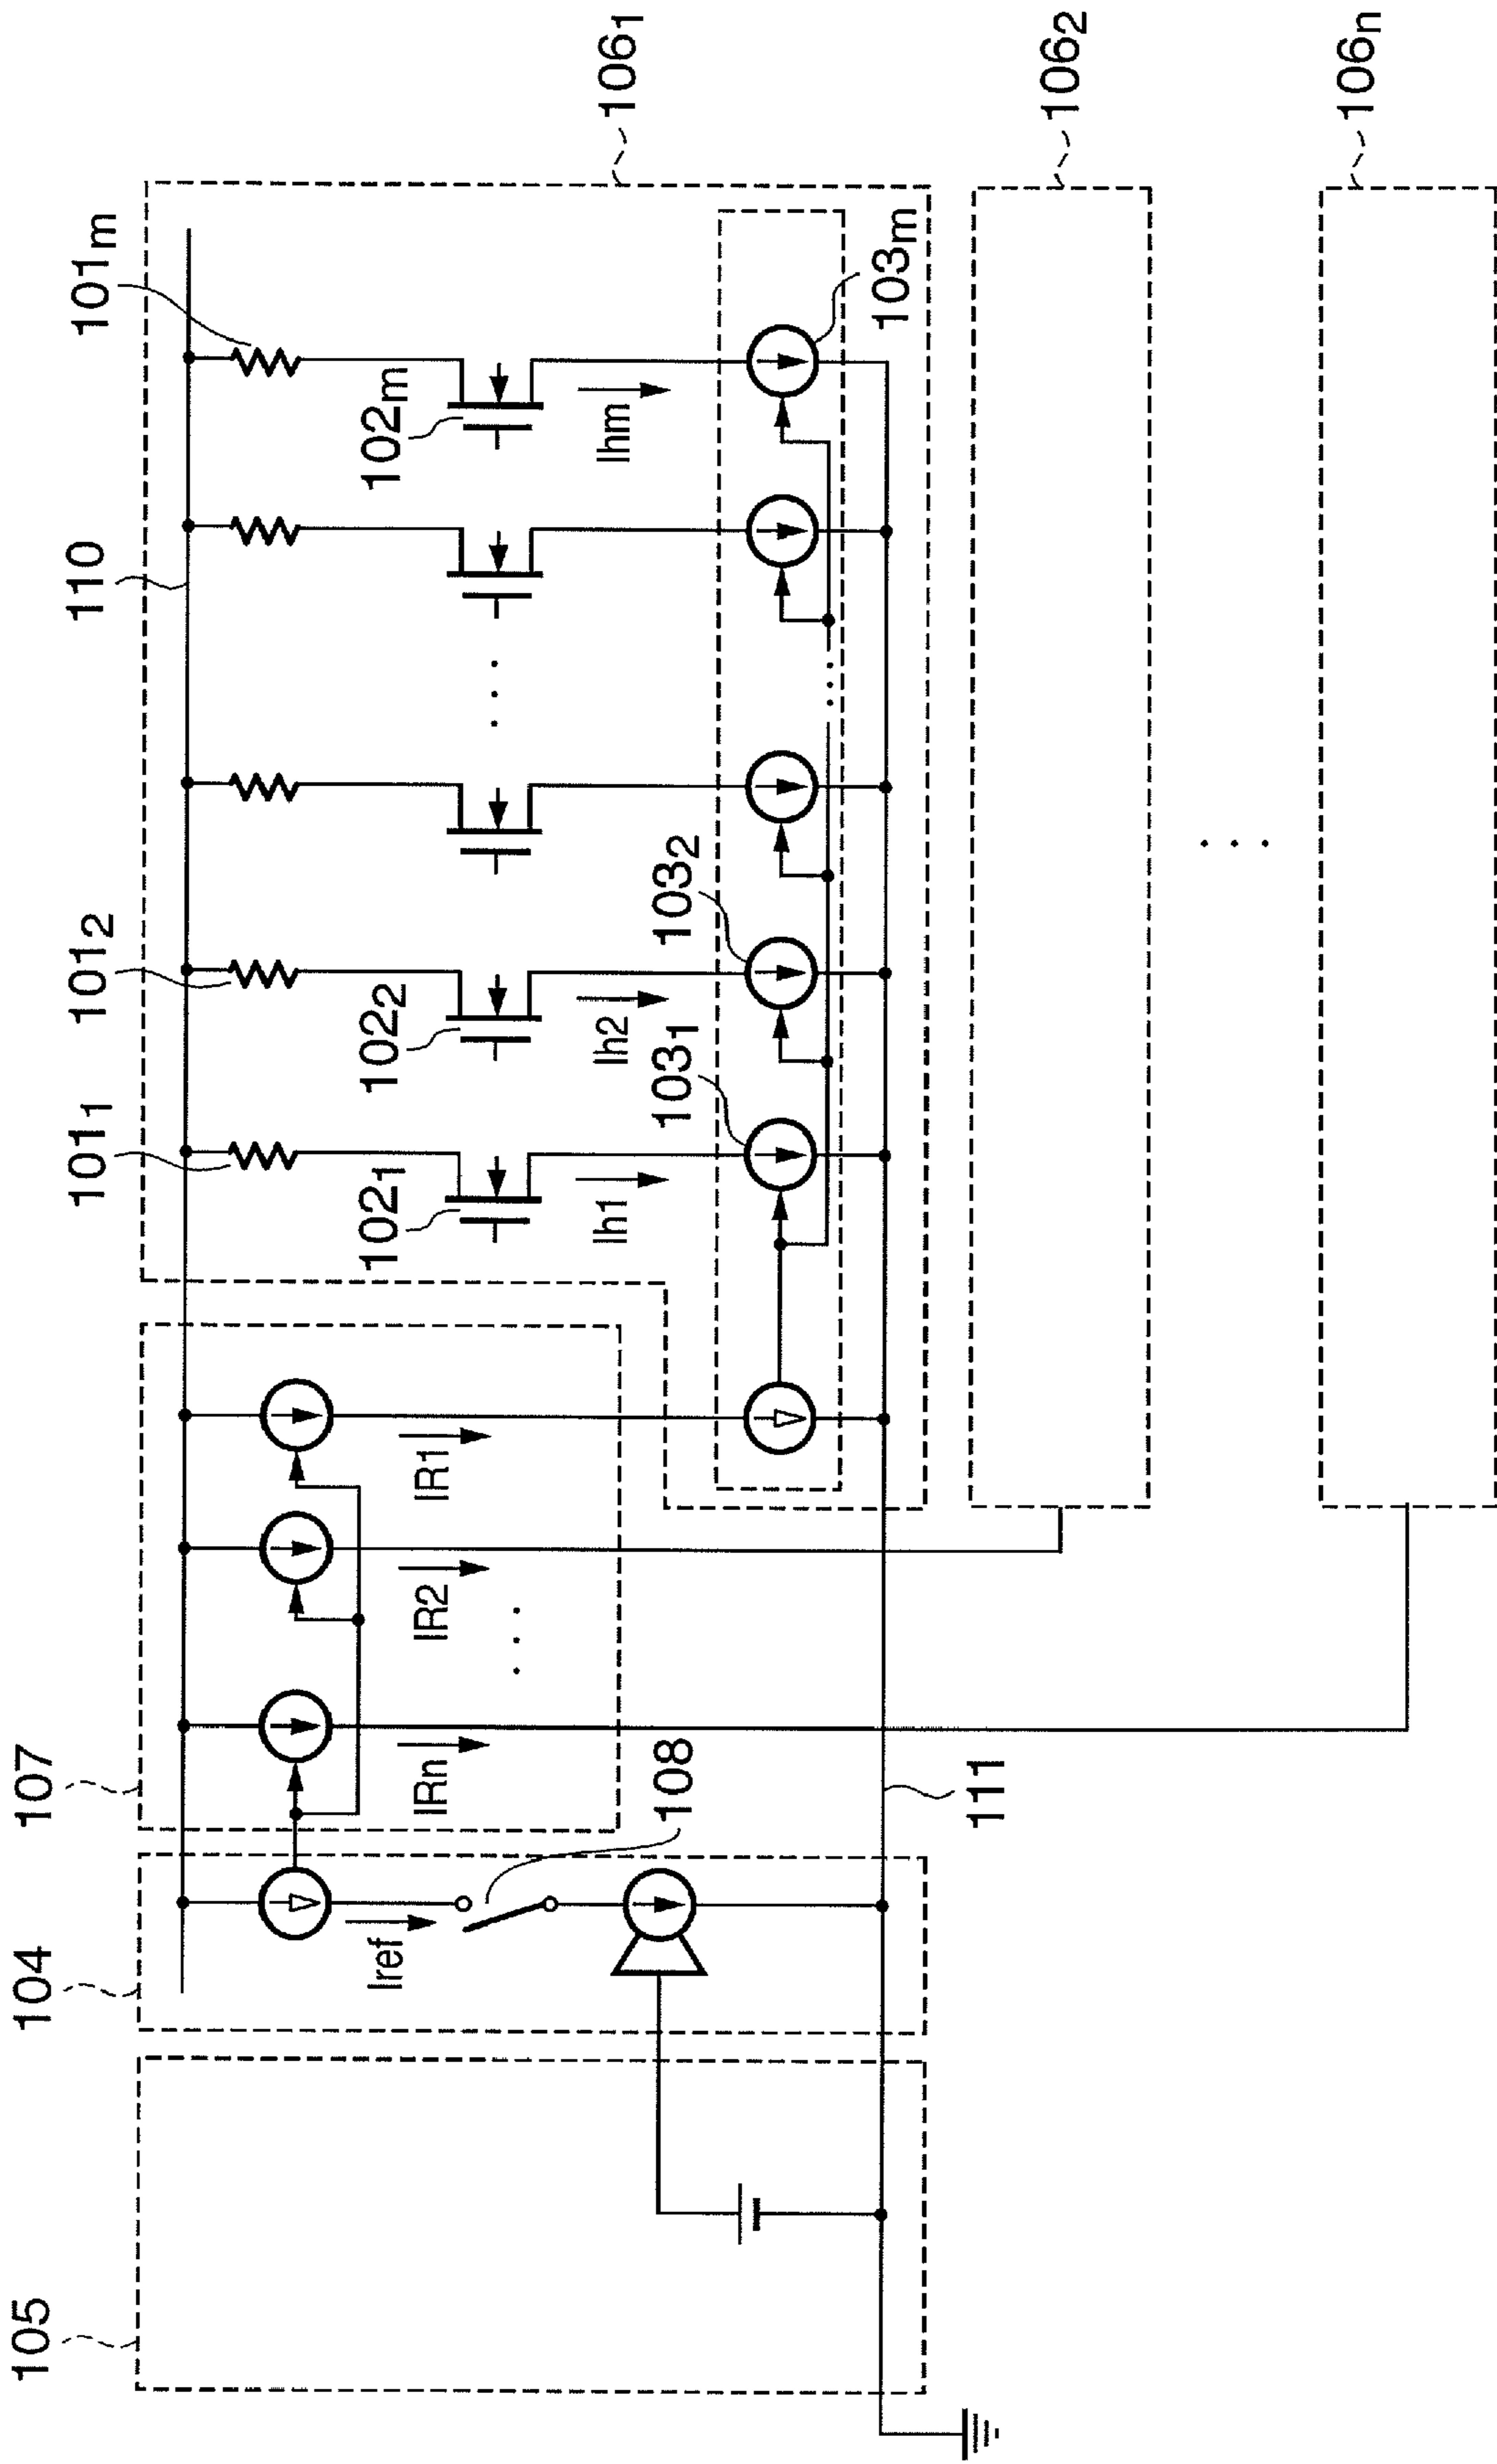 105
104
107
110
101₁
101₂
101ₘ
106₁
102₁
102₂
102ₘ
Iref
IRn
IR2
IR1
Ih1
Ih2
Ihm
108
103₁
103₂
103ₘ
111
106₂
106ₙ
. . .
. . .
. . .
. . .